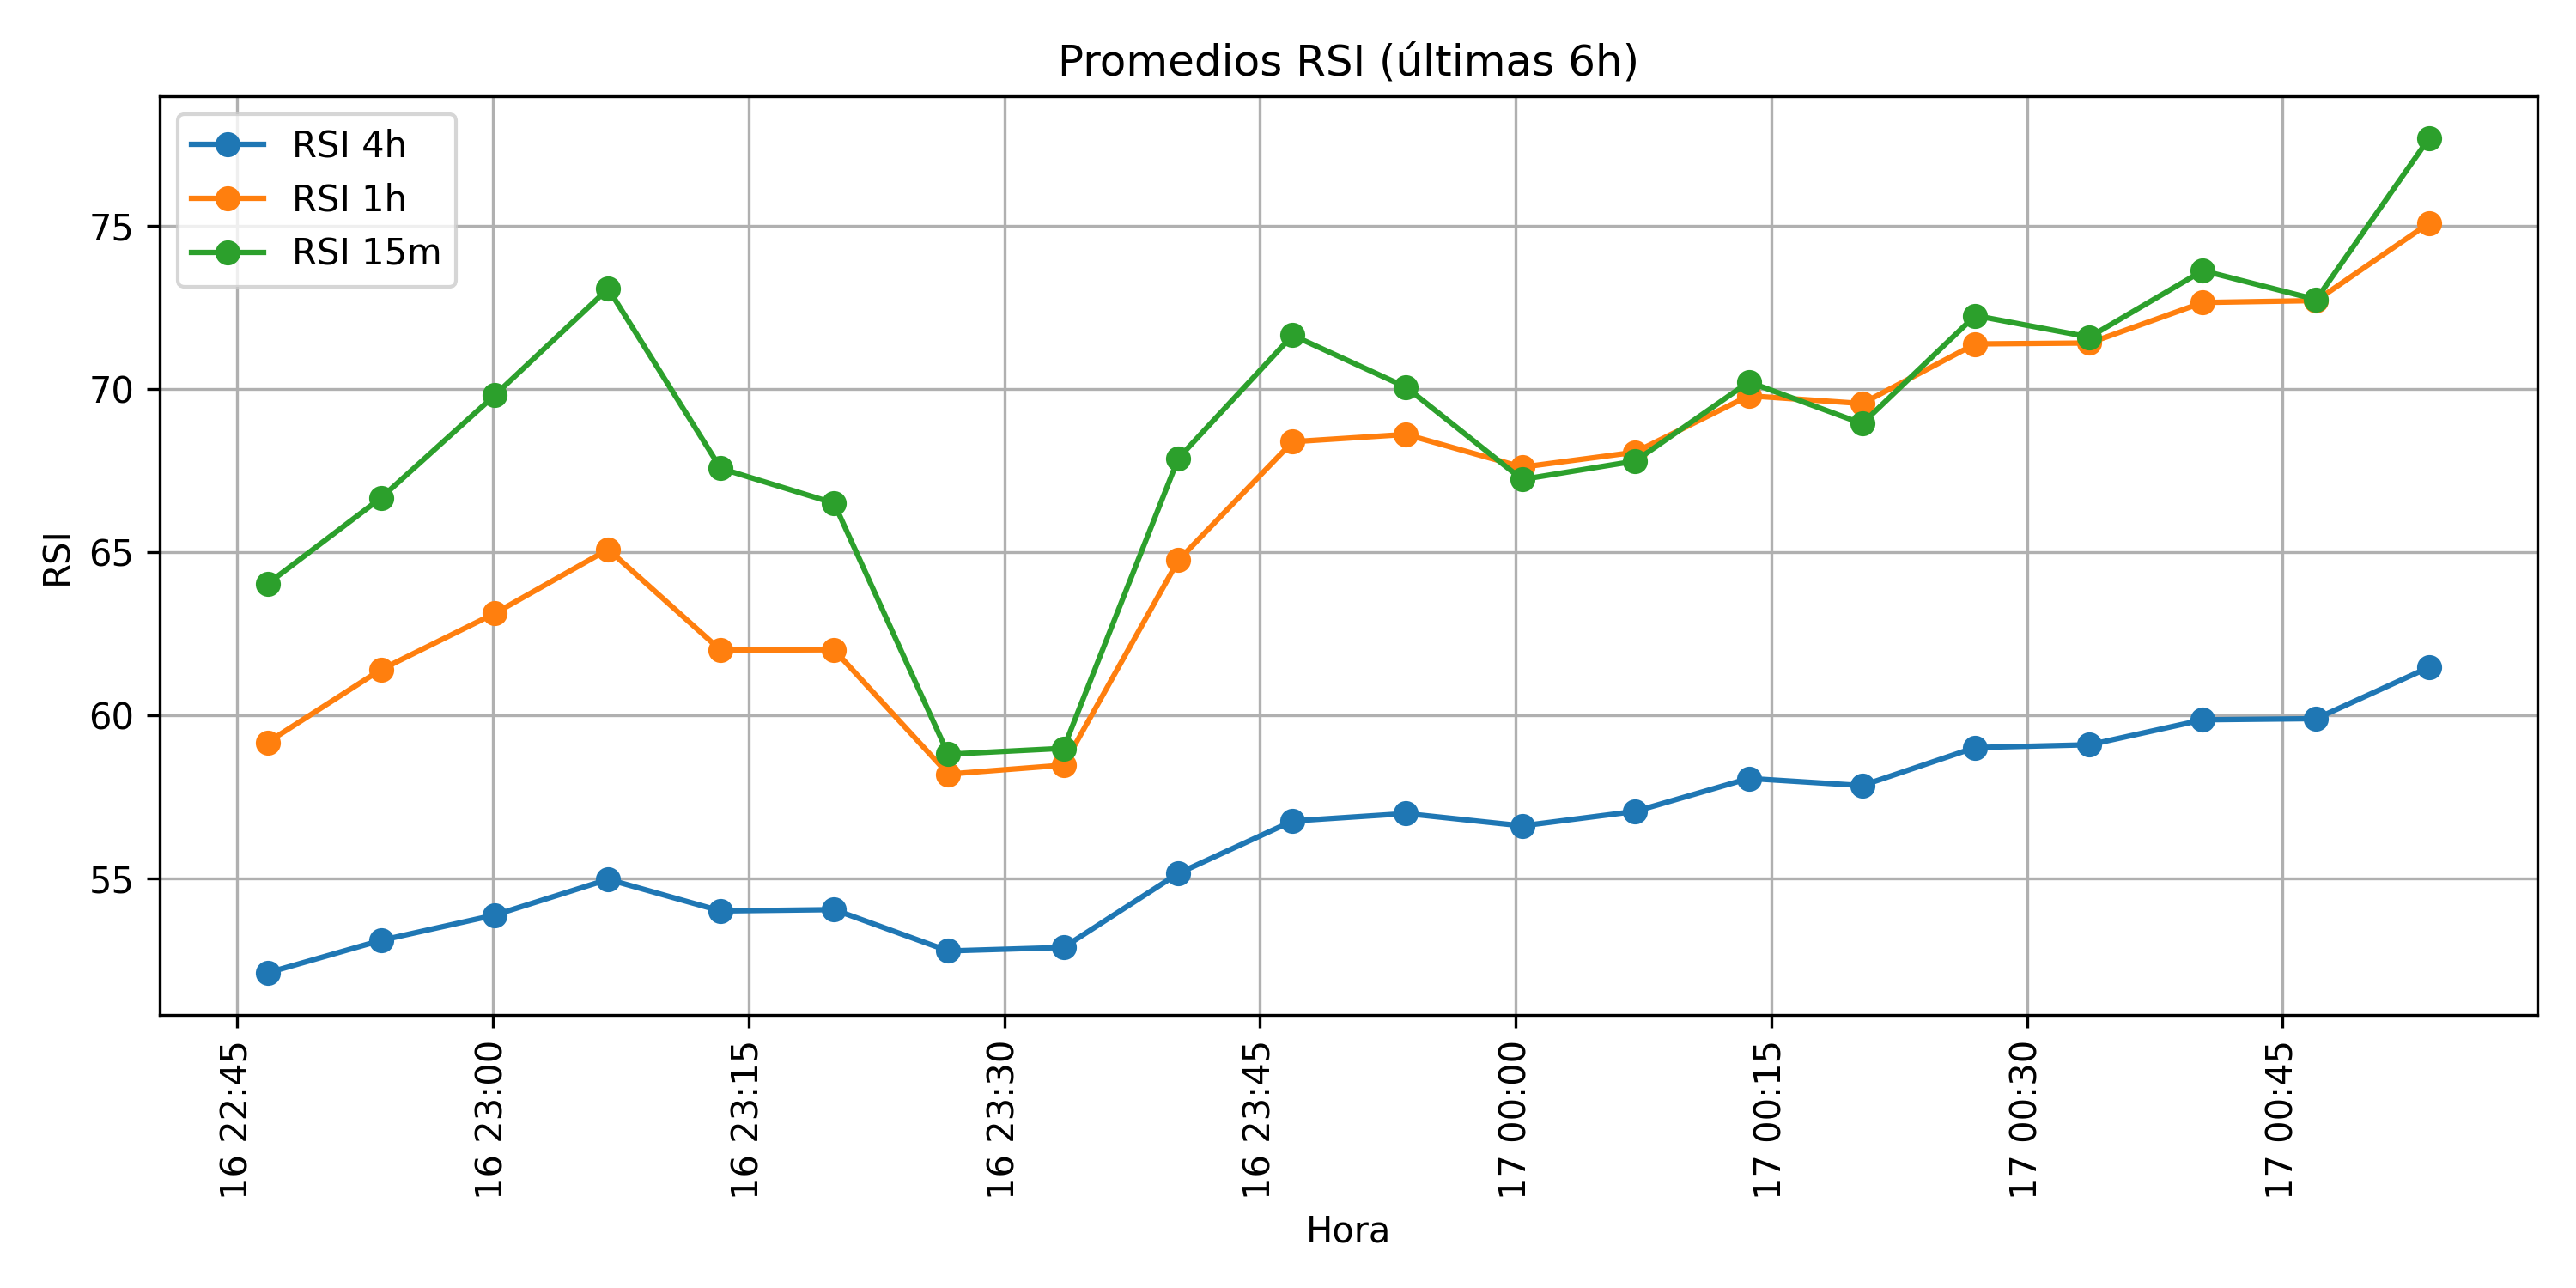 Promedios RSI (últimas 6h)
RSI 4h
RSI 1h
RSI 15m
RSI
75
70
65
60
55
16 22:45
16 23:00
16 23:15
16 23:30
16 23:45
17 00:00
17 00:15
17 00:30
17 00:45
Hora